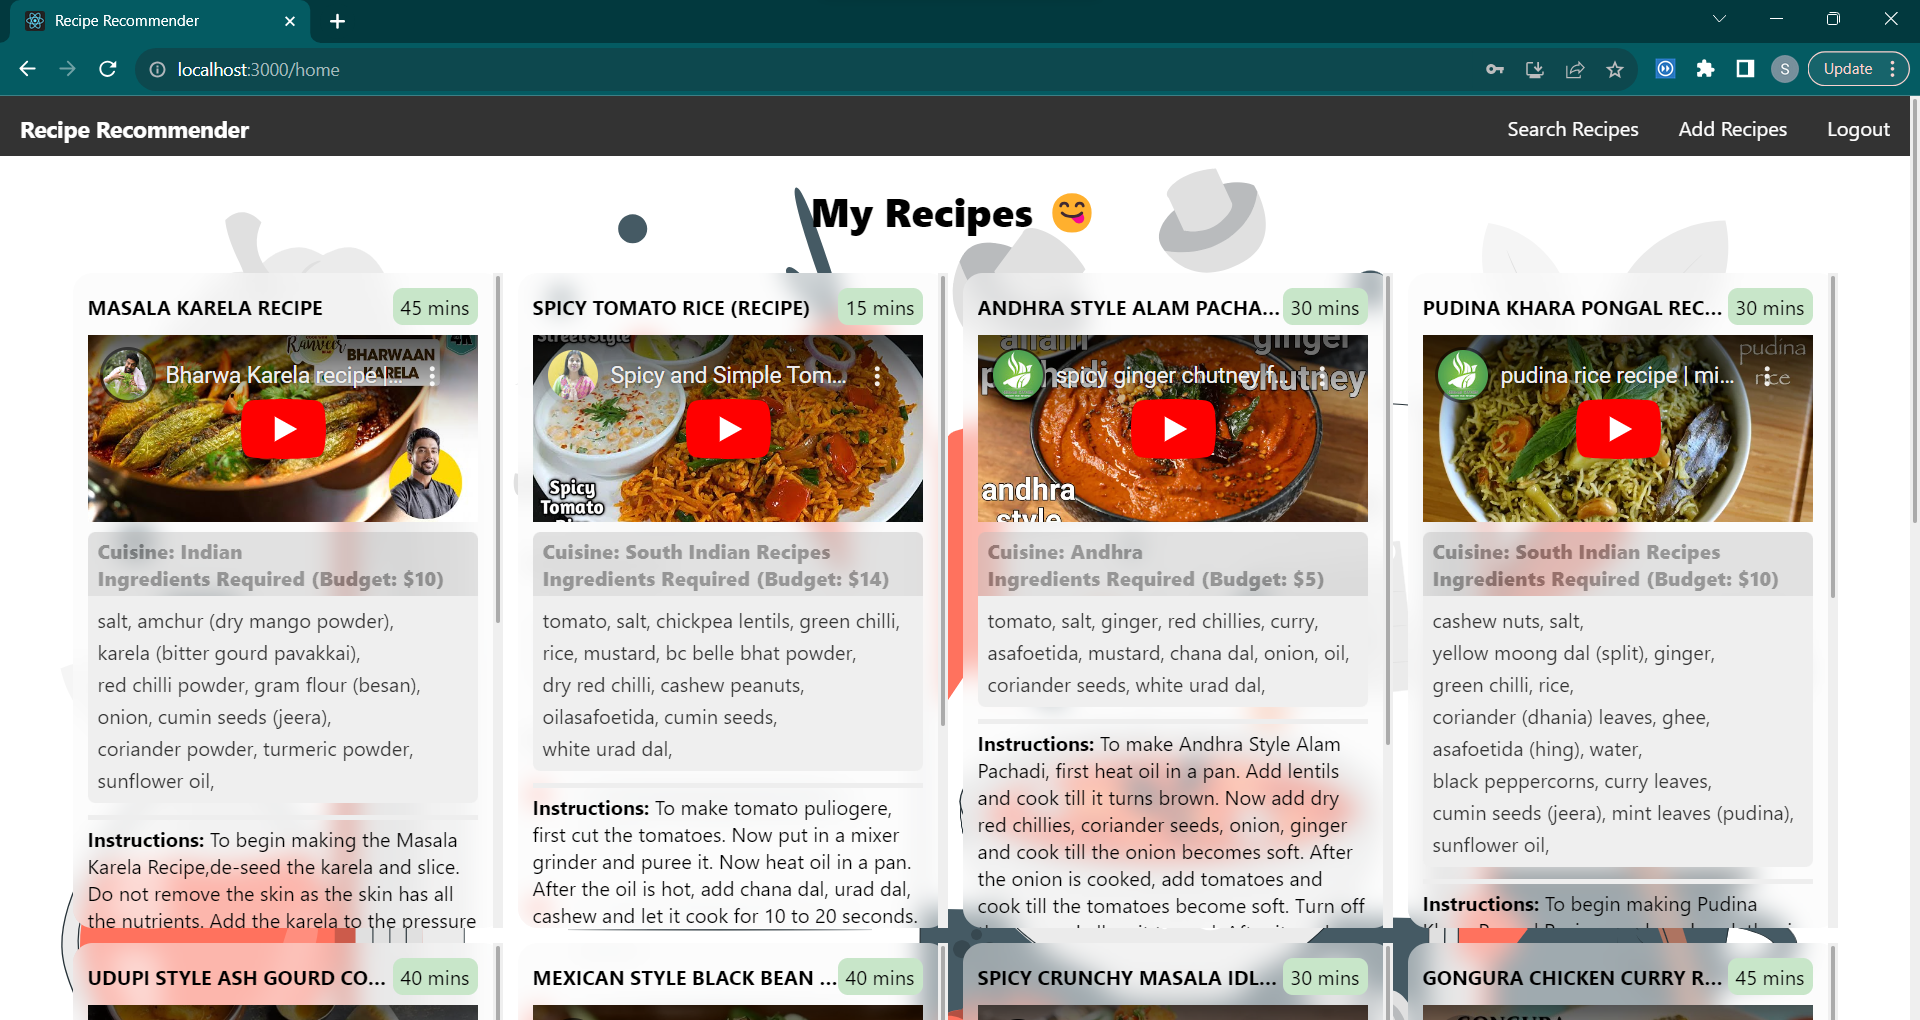 Recipe Recommender
localhost:3000/home
S
Update
Recipe Recommender
Search Recipes
Add Recipes
Logout
My Recipes 😋
MASALA KARELA RECIPE
45 mins
4K
Ranveer
BHARWAAN
KARELA
Bharwa Karela recipe |...
Cuisine: Indian
Ingredients Required (Budget: $10)
salt, amchur (dry mango powder),
karela (bitter gourd pavakkai),
red chilli powder, gram flour (besan),
onion, cumin seeds (jeera),
coriander powder, turmeric powder,
sunflower oil,
Instructions: To begin making the Masala
Karela Recipe,de-seed the karela and slice.
Do not remove the skin as the skin has all
the nutrients. Add the karela to the pressure
SPICY TOMATO RICE (RECIPE)
15 mins
Street Style
Spicy and Simple Tom...
Spicy
Tomato
Cuisine: South Indian Recipes
Ingredients Required (Budget: $14)
tomato, salt, chickpea lentils, green chilli,
rice, mustard, bc belle bhat powder,
dry red chilli, cashew peanuts,
oilasafoetida, cumin seeds,
white urad dal,
Instructions: To make tomato puliogere,
first cut the tomatoes. Now put in a mixer
grinder and puree it. Now heat oil in a pan.
After the oil is hot, add chana dal, urad dal,
cashew and let it cook for 10 to 20 seconds.
ANDHRA STYLE ALAM PACHA...
30 mins
allam
pachadi
ginger
chutney
spicy ginger chutney f...
andhra
style
Cuisine: Andhra
Ingredients Required (Budget: $5)
tomato, salt, ginger, red chillies, curry,
asafoetida, mustard, chana dal, onion, oil,
coriander seeds, white urad dal,
Instructions: To make Andhra Style Alam
Pachadi, first heat oil in a pan. Add lentils
and cook till it turns brown. Now add dry
red chillies, coriander seeds, onion, ginger
and cook till the onion becomes soft. After
the onion is cooked, add tomatoes and
cook till the tomatoes become soft. Turn off
PUDINA KHARA PONGAL REC...
30 mins
pudina
rice
pudina rice recipe | mi...
Cuisine: South Indian Recipes
Ingredients Required (Budget: $10)
cashew nuts, salt,
yellow moong dal (split), ginger,
green chilli, rice,
coriander (dhania) leaves, ghee,
asafoetida (hing), water,
black peppercorns, curry leaves,
cumin seeds (jeera), mint leaves (pudina),
sunflower oil,
Instructions: To begin making Pudina
UDUPI STYLE ASH GOURD CO...
40 mins
MEXICAN STYLE BLACK BEAN ...
40 mins
SPICY CRUNCHY MASALA IDL...
30 mins
GONGURA CHICKEN CURRY R...
45 mins
GONGURA